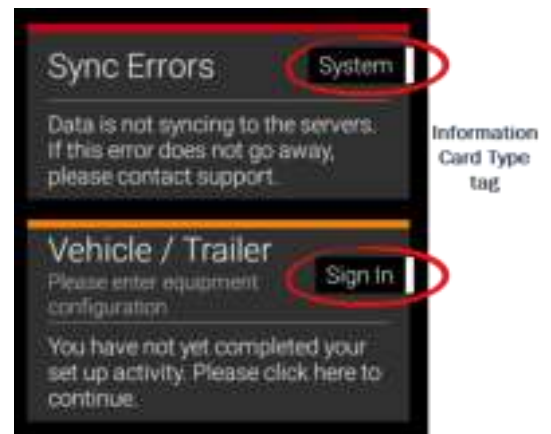 Sync Errors
System
Data is not syncing to the servers.
If this error does not go away,
please contact support.
Information
Card Type
tag
Vehicle / Trailer
Please enter equipment
configuration
Sign In
You have not yet completed your
set up activity. Please click here to
continue.